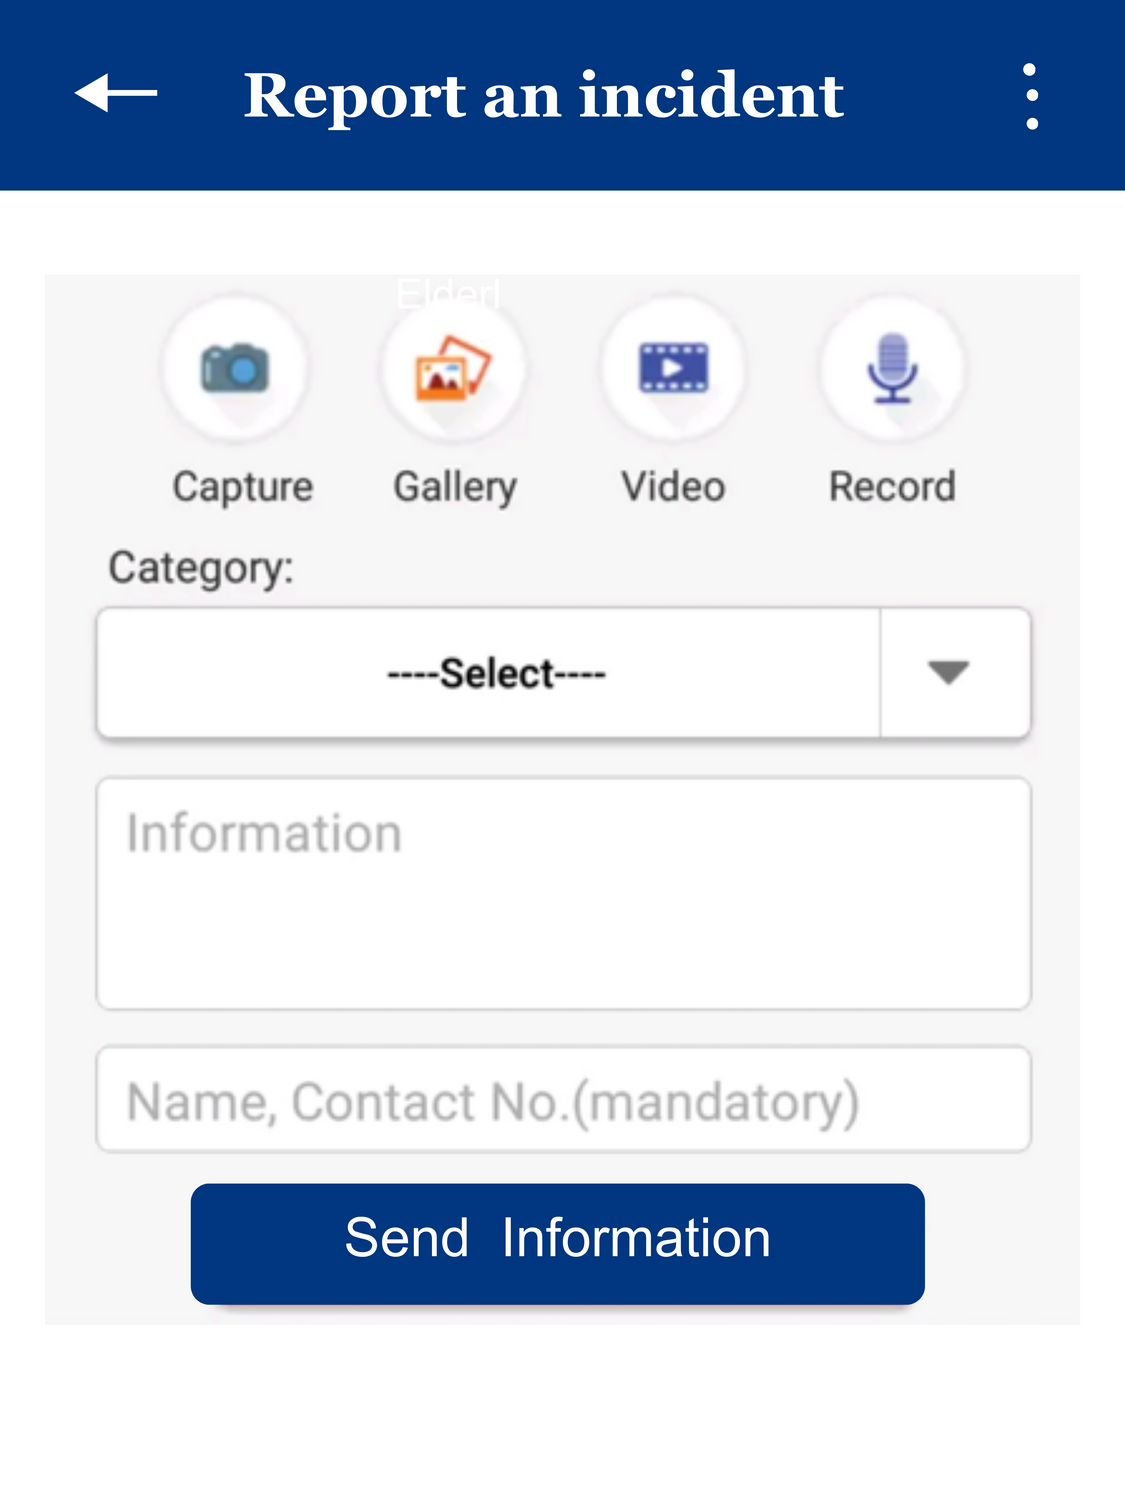 Report an incident
Elderl
Capture Gallery Video Record
Category:
----Select----
Information
Name, Contact No.(mandatory)
Send Information